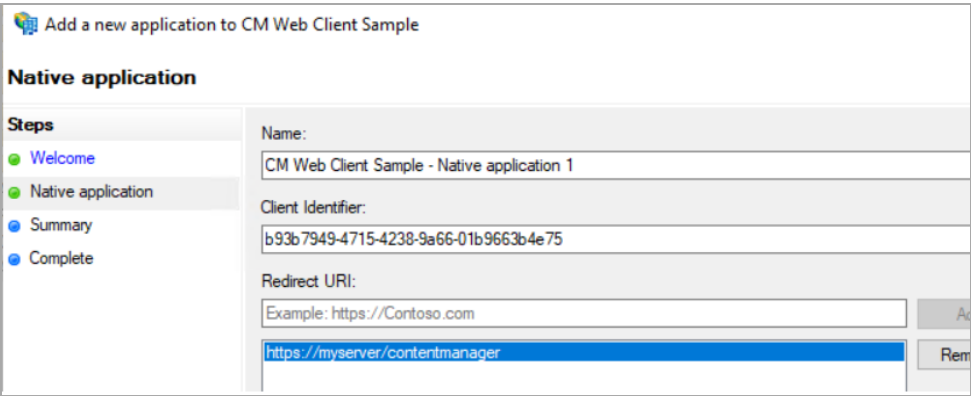 Add a new application to CM Web Client Sample
Native application
Steps
Welcome
Native application
Summary
Complete
Name:
CM Web Client Sample - Native application 1
Client Identifier:
b93b7949-4715-4238-9a66-01b9663b4e75
Redirect URI:
Example: https://Contoso.com
https://myserver/contentmanager